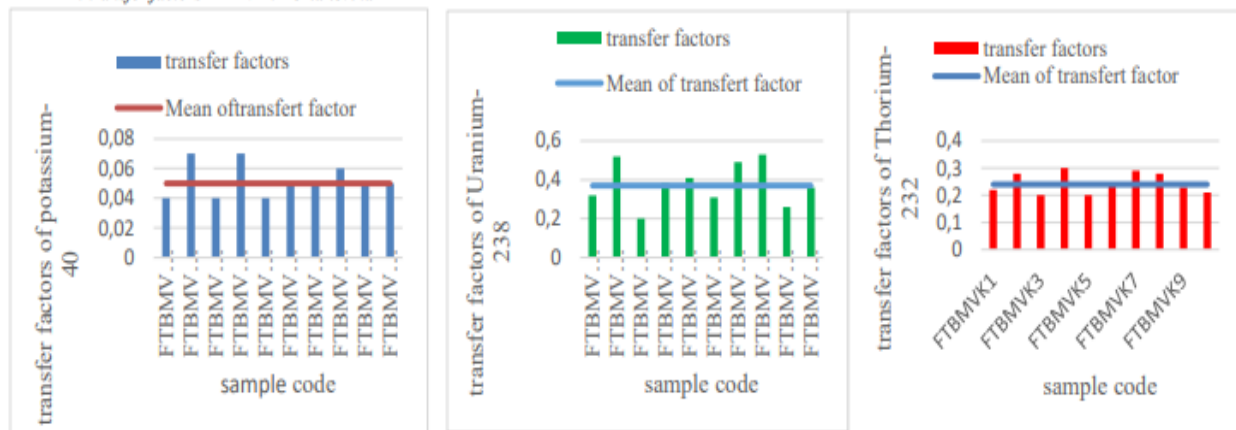 transfer factors
Mean oftransfert factor
transfer factors of potassium-
40
0,08
0,06
0,04
0,02
0
FTBMV...
FTBMV...
FTBMV...
FTBMV...
FTBMV...
FTBMV...
FTBMV...
FTBMV...
FTBMV...
FTBMV...
sample code
transfer factors
Mean of transfert factor
transfer factors of Uranium-
238
0,6
0,4
0,2
0
FTBMV...
FTBMV...
FTBMV...
FTBMV...
FTBMV...
FTBMV...
FTBMV...
FTBMV...
FTBMV...
FTBMV...
sample code
transfer factors
Mean of transfert factor
transfer factors of Thorium-
232
0,4
0,3
0,2
0,1
0
FTBMVK1
FTBMVK3
FTBMVK5
FTBMVK7
FTBMVK9
sample code